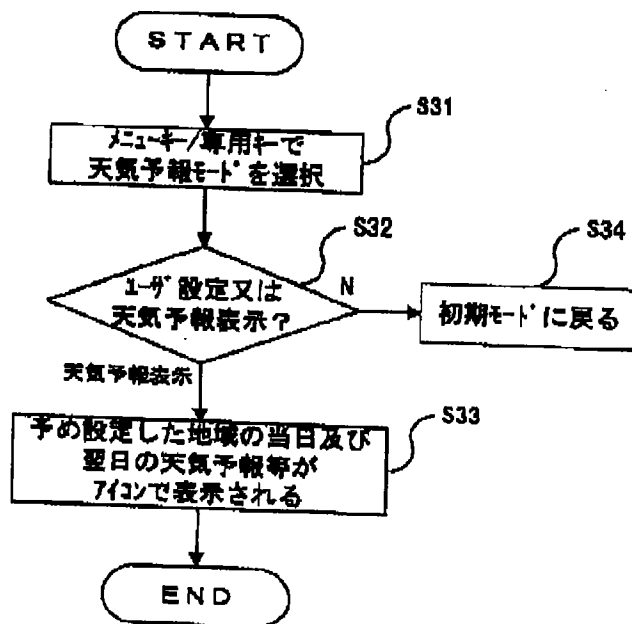 START
S31
ﾒﾆｭｰｷｰ/専用キーで
天気予報ﾓｰﾄﾞを選択
S32
ﾕｰｻﾞ設定又は
天気予報表示？
N
S34
初期ﾓｰﾄﾞに戻る
天気予報表示
S33
予め設定した地域の当日及び
翌日の天気予報等が
ｱｲｺﾝで表示される
END